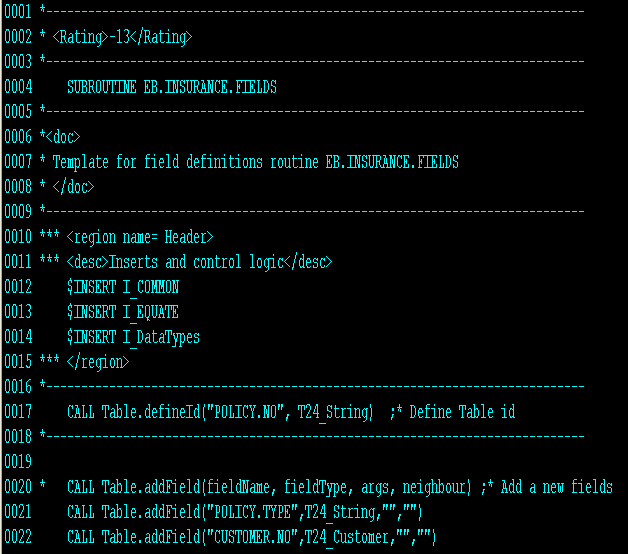 0001 *-----------------------------------------------------------------------------
0002 * <Rating>-13</Rating>
0003 *-----------------------------------------------------------------------------
0004     SUBROUTINE EB.INSURANCE.FIELDS
0005 *-----------------------------------------------------------------------------
0006 *<doc>
0007 * Template for field definitions routine EB.INSURANCE.FIELDS
0008 * </doc>
0009 *-----------------------------------------------------------------------------
0010 *** <region name= Header>
0011 *** <desc>Inserts and control logic</desc>
0012     $INSERT I_COMMON
0013     $INSERT I_EQUATE
0014     $INSERT I_DataTypes
0015 *** </region>
0016 *-----------------------------------------------------------------------------
0017     CALL Table.defineId("POLICY.NO", T24_String)  ;* Define Table id
0018 *-----------------------------------------------------------------------------
0019
0020 *   CALL Table.addField(fieldName, fieldType, args, neighbour) ;* Add a new fields
0021     CALL Table.addField("POLICY.TYPE",T24_String,"","")
0022     CALL Table.addField("CUSTOMER.NO",T24_Customer,"","")